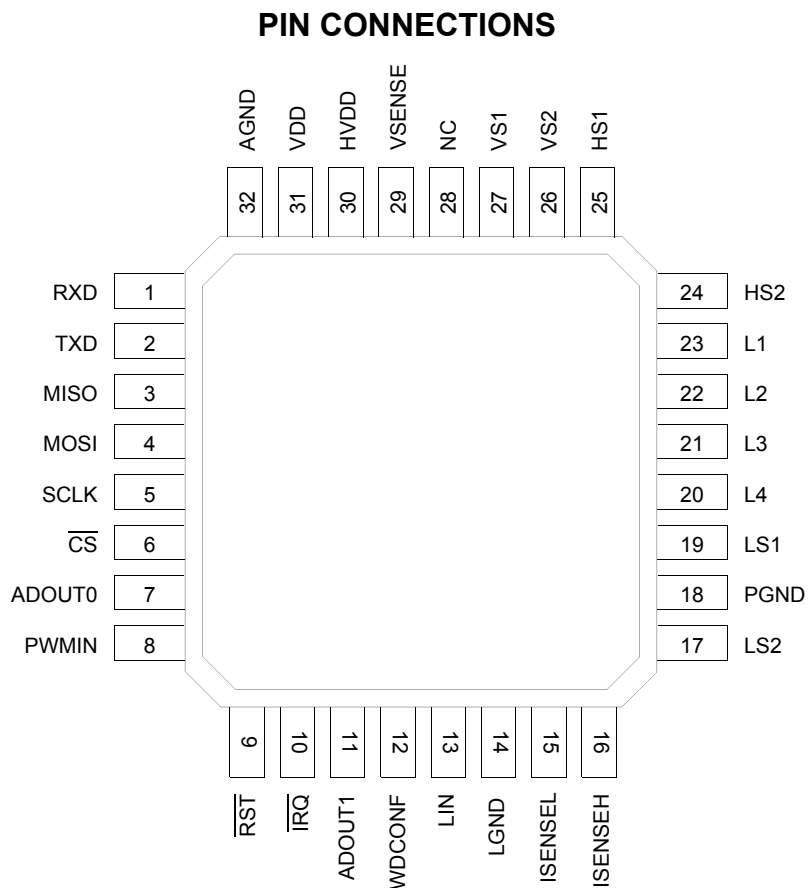 PIN CONNECTIONS
AGND
VDD
HVDD
VSENSE
NC
VS1
VS2
HS1
32
31
30
29
28
27
26
25
RXD 1
TXD 2
MISO 3
MOSI 4
SCLK 5
C̅S̅ 6
ADOUT0 7
PWMIN 8
24 HS2
23 L1
22 L2
21 L3
20 L4
19 LS1
18 PGND
17 LS2
9
10
11
12
13
14
15
16
R̅S̅T̅
I̅R̅Q̅
ADOUT1
WDCONF
LIN
LGND
ISENSEL
ISENSEH